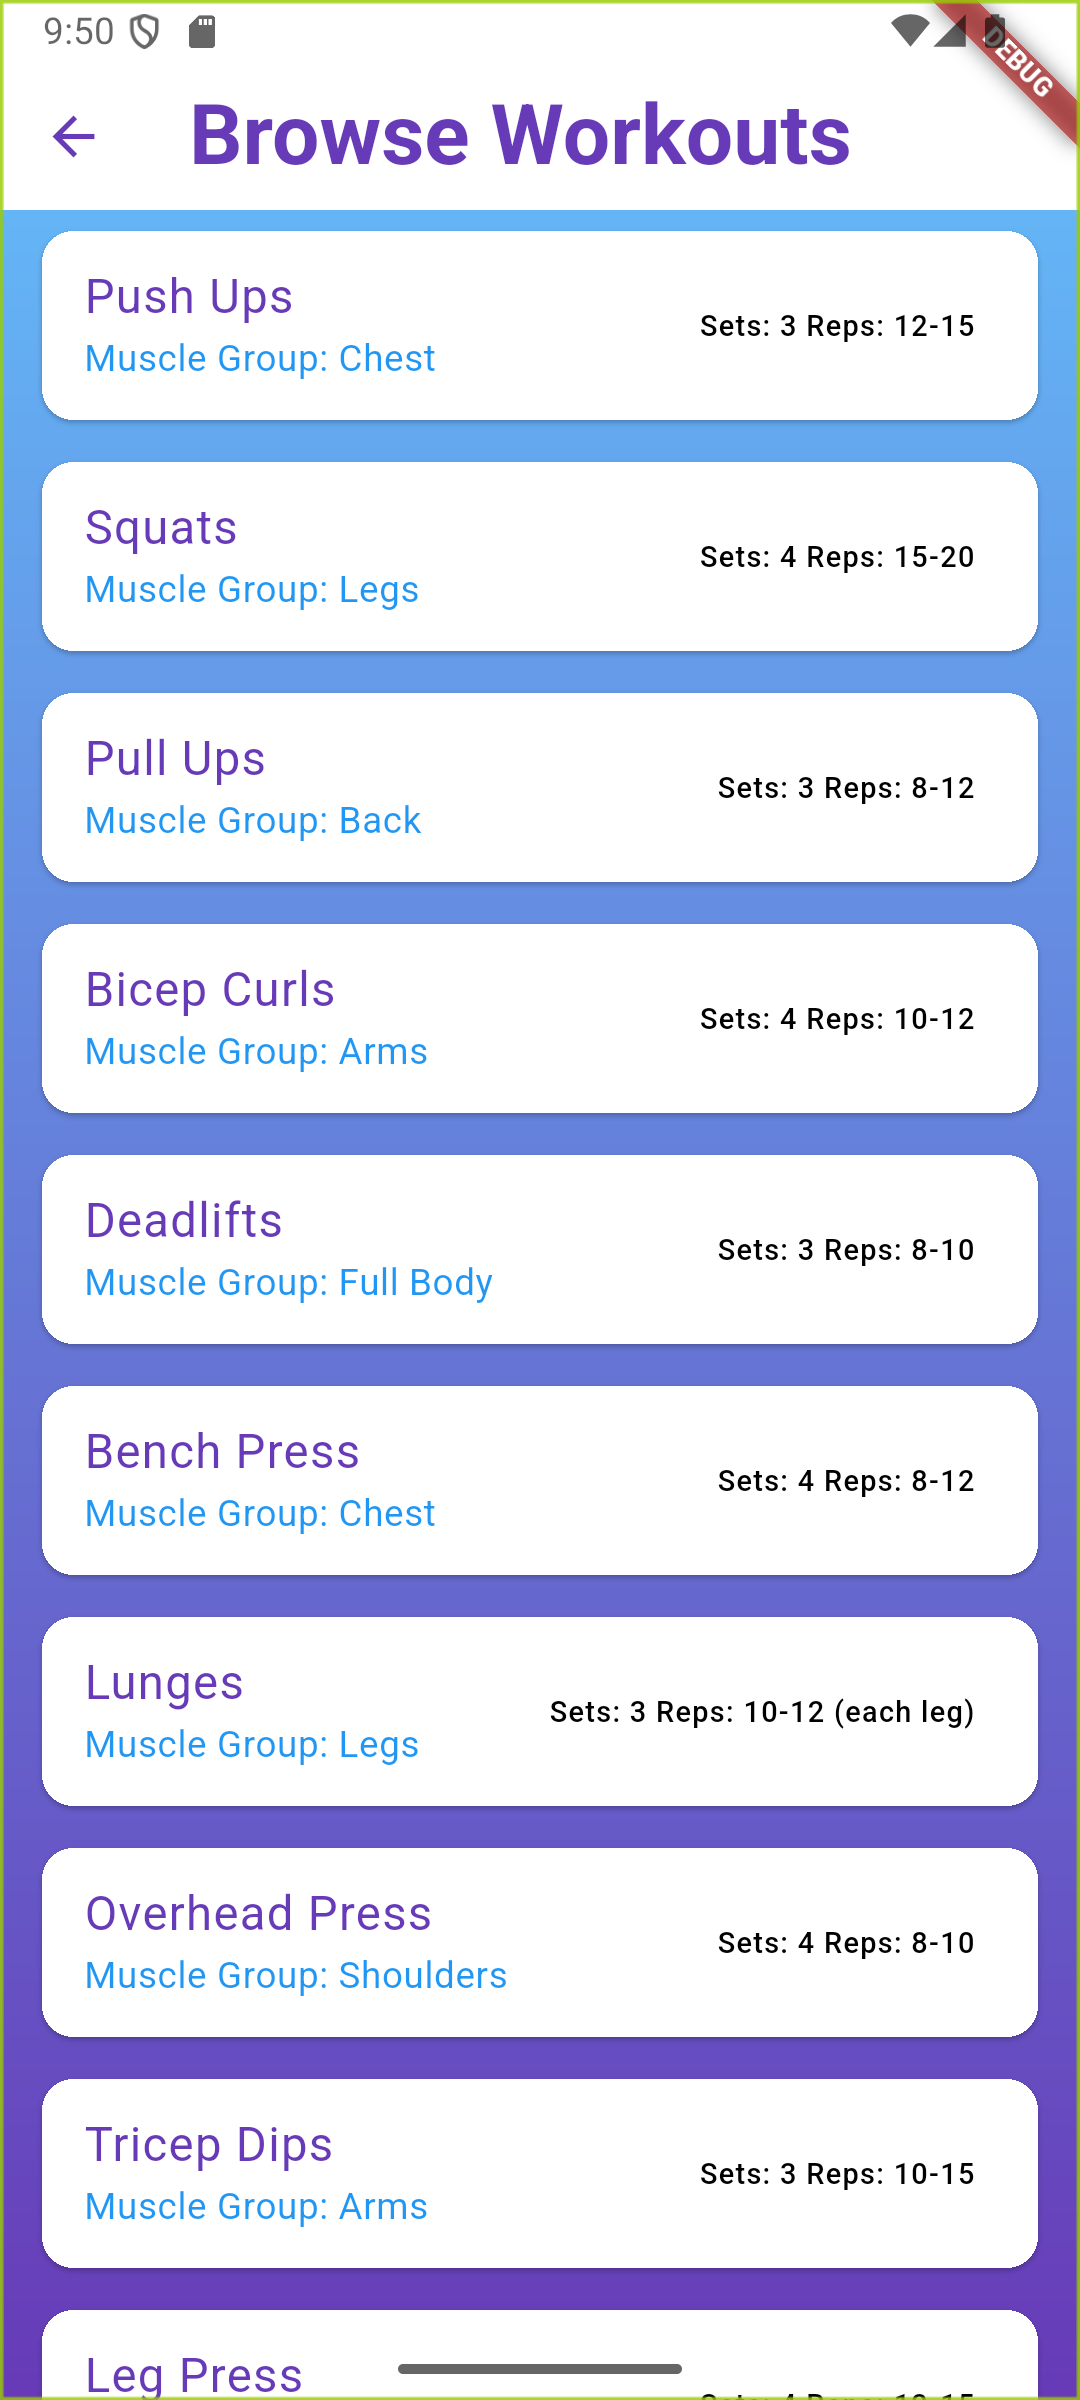 9:50
DEBUG
Browse Workouts
Push Ups
Muscle Group: Chest
Sets: 3 Reps: 12-15
Squats
Muscle Group: Legs
Sets: 4 Reps: 15-20
Pull Ups
Muscle Group: Back
Sets: 3 Reps: 8-12
Bicep Curls
Muscle Group: Arms
Sets: 4 Reps: 10-12
Deadlifts
Muscle Group: Full Body
Sets: 3 Reps: 8-10
Bench Press
Muscle Group: Chest
Sets: 4 Reps: 8-12
Lunges
Muscle Group: Legs
Sets: 3 Reps: 10-12 (each leg)
Overhead Press
Muscle Group: Shoulders
Sets: 4 Reps: 8-10
Tricep Dips
Muscle Group: Arms
Sets: 3 Reps: 10-15
Leg Press